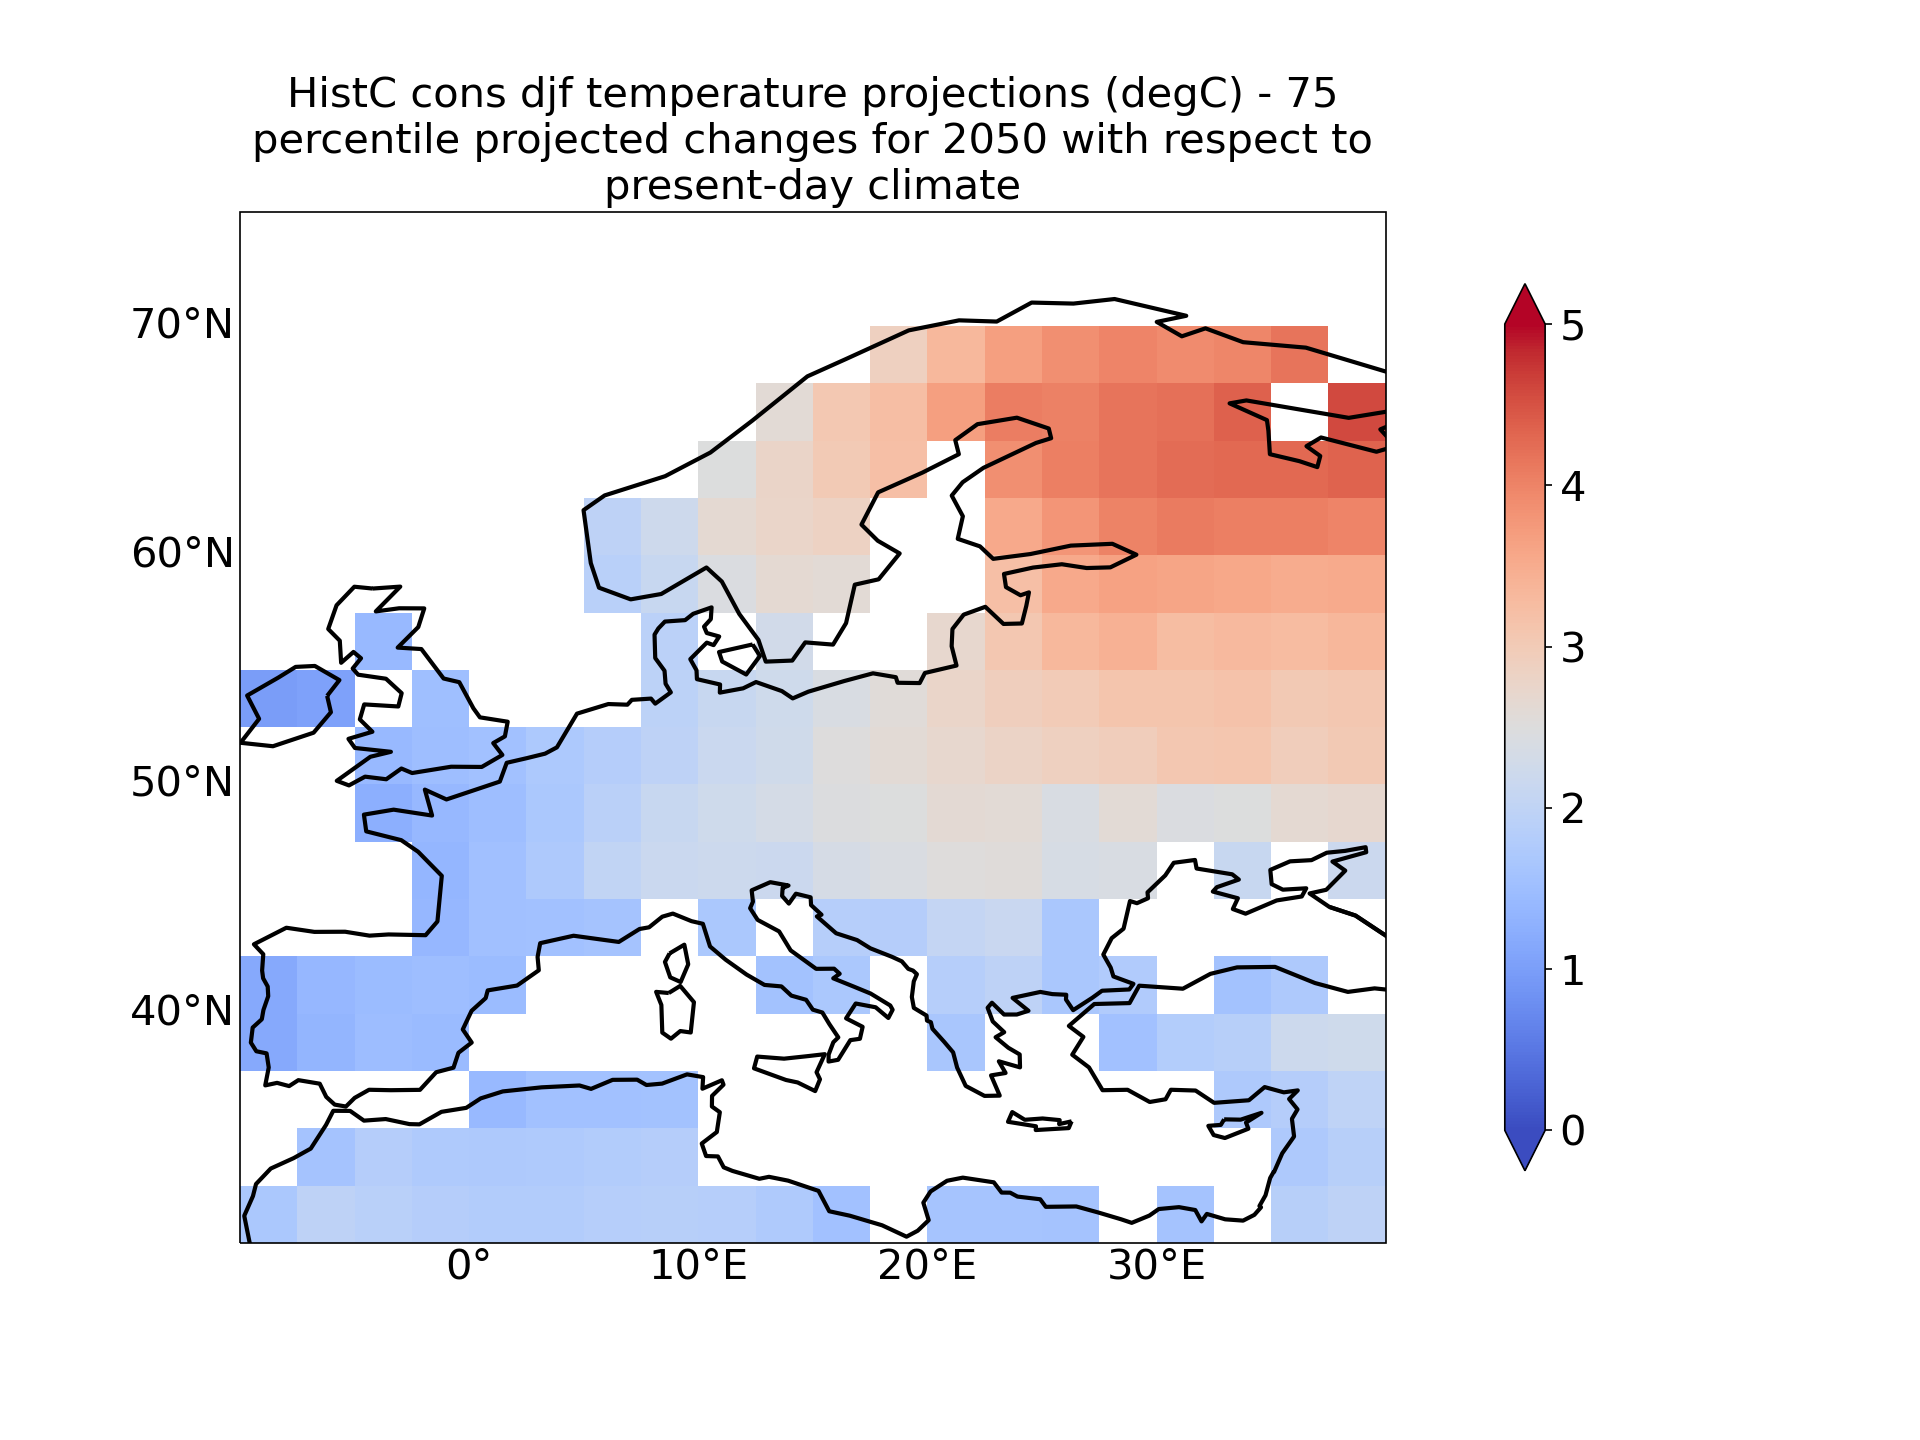 HistC cons djf temperature projections (degC) - 75
percentile projected changes for 2050 with respect to
present-day climate
70°N
60°N
50°N
40°N
0°
10°E
20°E
30°E
5
4
3
2
1
0